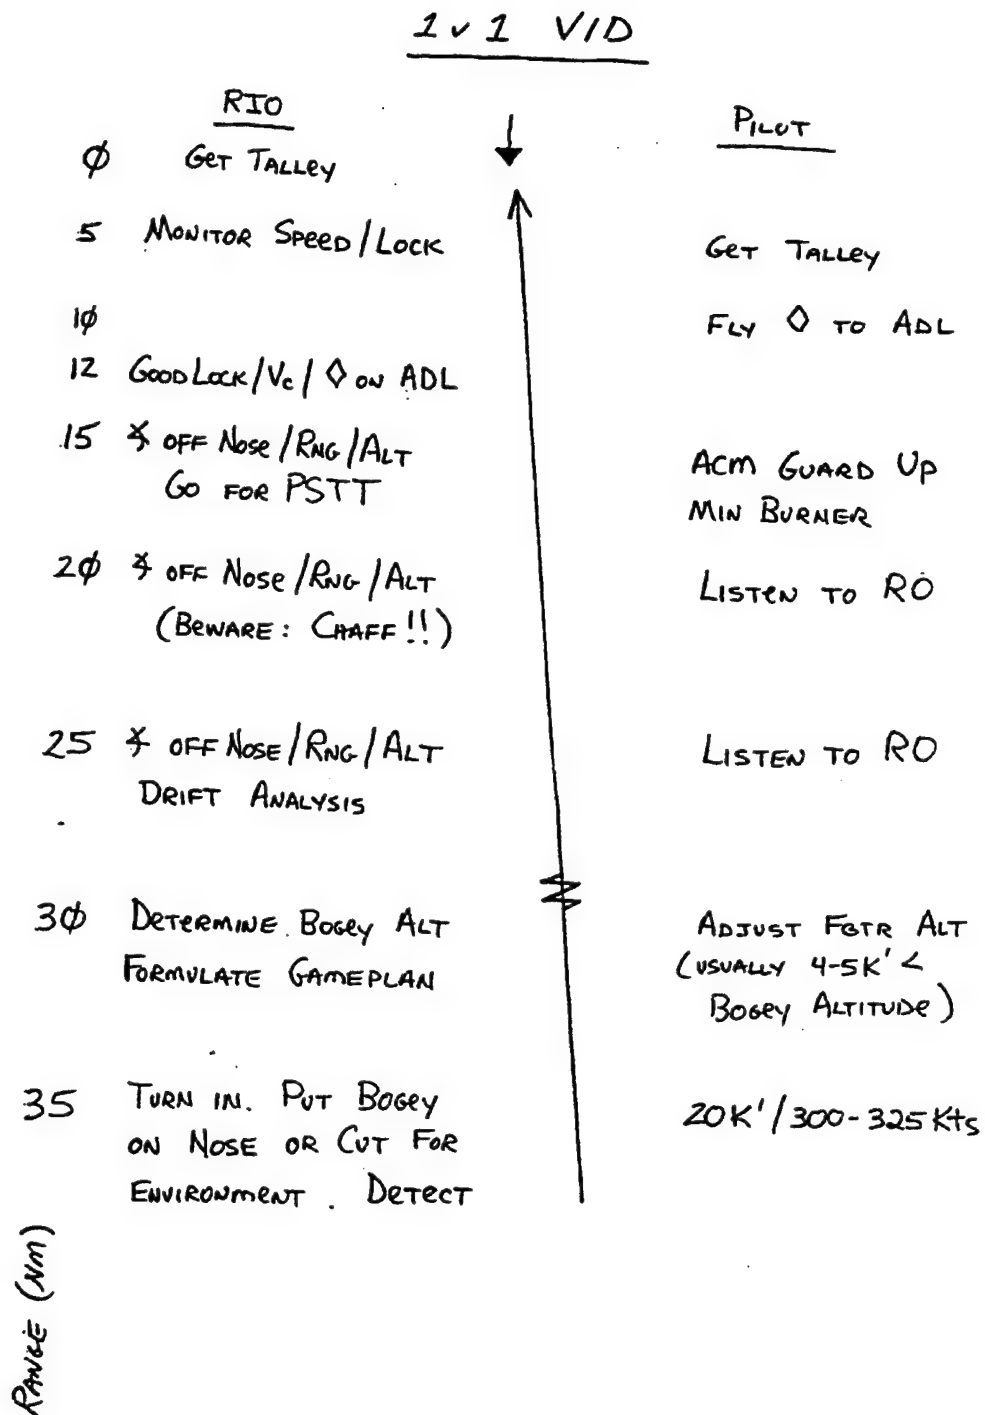 1 v 1 VID
RIO
PILOT
Ø GET TALLEY
5 MONITOR SPEED/LOCK
GET TALLEY
1Ø
FLY ◊ TO ADL
12 GOOD LOCK/Vc/ ◊ ON ADL
15 ∡ OFF NOSE/RNG/ALT
GO FOR PSTT
ACM GUARD UP
MIN BURNER
2Ø ∡ OFF NOSE/RNG/ALT
(BEWARE: CHAFF!!)
LISTEN TO RO
25 ∡ OFF NOSE/RNG/ALT
DRIFT ANALYSIS
LISTEN TO RO
3Ø DETERMINE BOGEY ALT
FORMULATE GAMEPLAN
ADJUST FGTR ALT
(USUALLY 4-5K' <
BOGEY ALTITUDE)
35 TURN IN. PUT BOGEY
ON NOSE OR CUT FOR
ENVIRONMENT. DETECT
20K'/300-325 Kts
RANGE (NM)